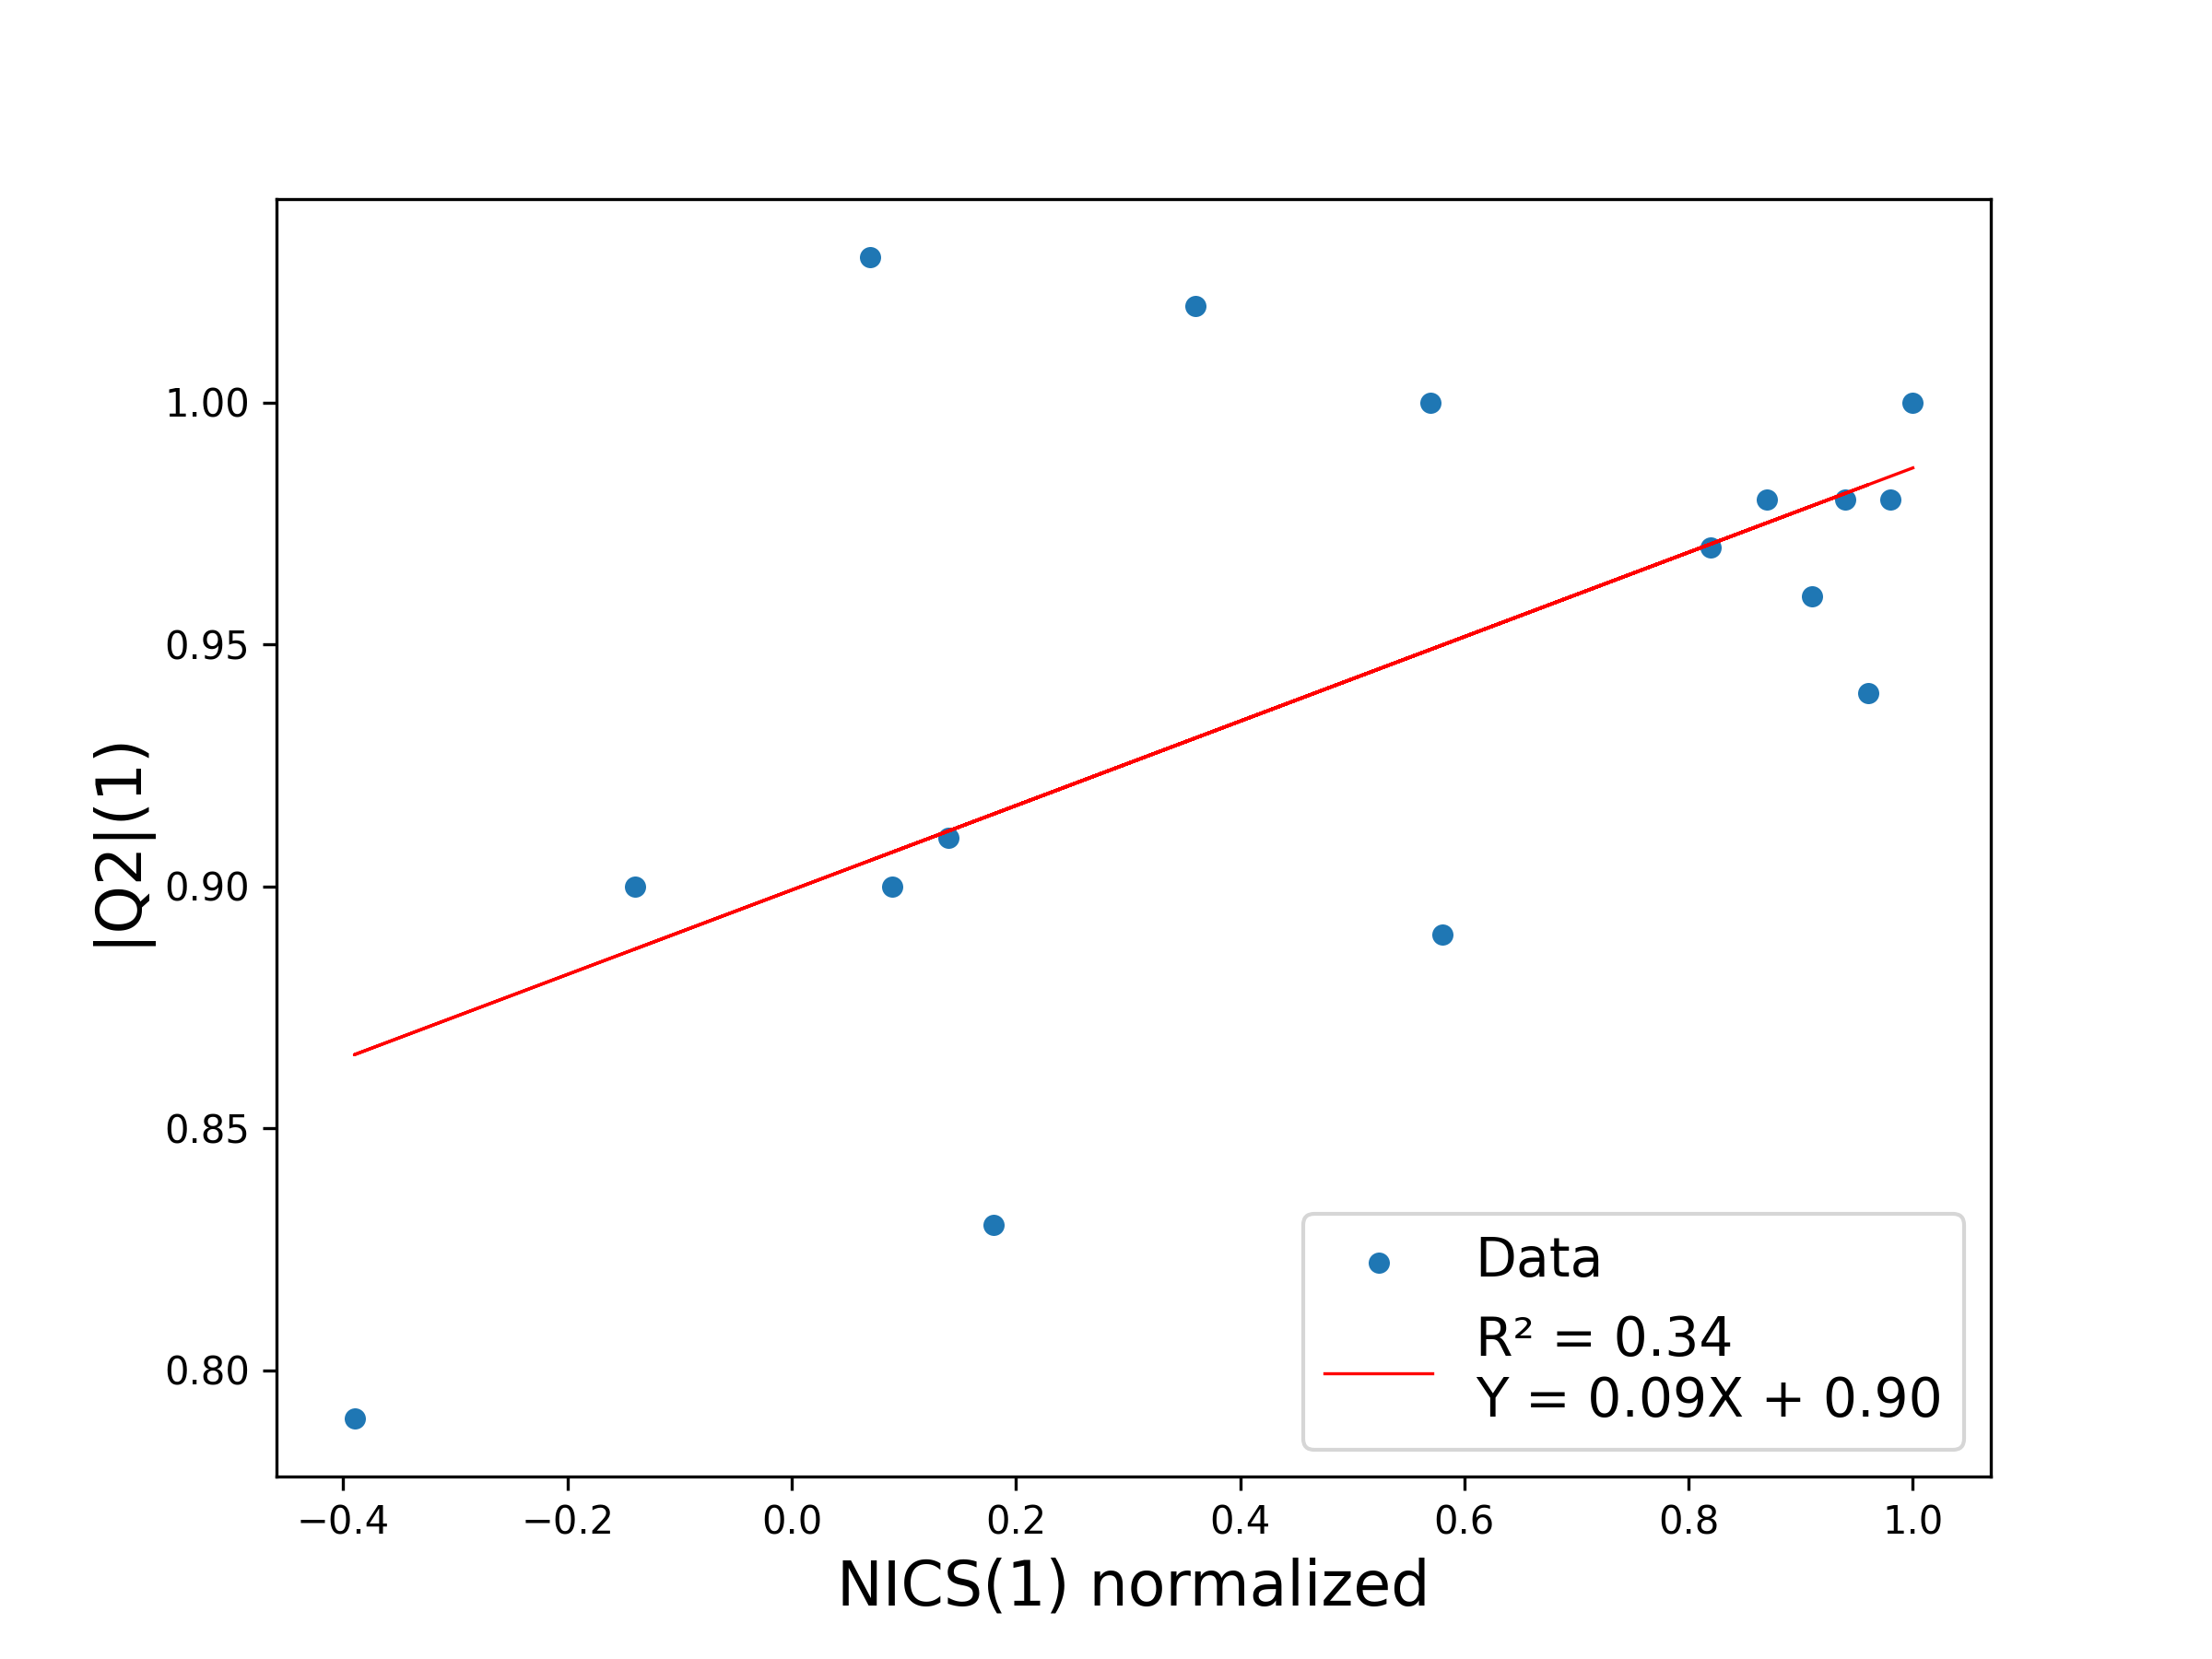 |Q2|(1)
1.00
0.95
0.90
0.85
0.80
Data
R² = 0.34
Y = 0.09X + 0.90
−0.4 −0.2 0.0 0.2 0.4 0.6 0.8 1.0
NICS(1) normalized